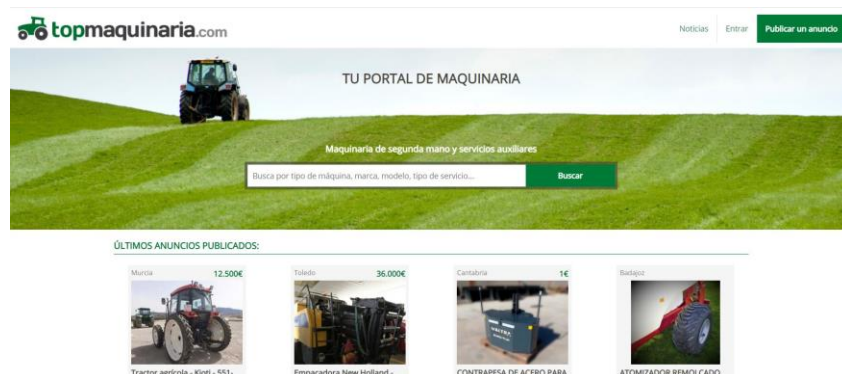 topmaquinaria.com
Noticias Entrar Publicar un anuncio
TU PORTAL DE MAQUINARIA
Maquinaria de segunda mano y servicios auxiliares
Busca por tipo de máquina, marca, modelo, tipo de servicio... Buscar
ÚLTIMOS ANUNCIOS PUBLICADOS:
Murcia 12.500€ Toledo 36.000€ Cantabria 1€ Badajoz
Tractor agrícola - Kioti - 551- Empacadora New Holland - CONTRAPESA DE ACERO PARA ATOMIZADOR REMOLCADO